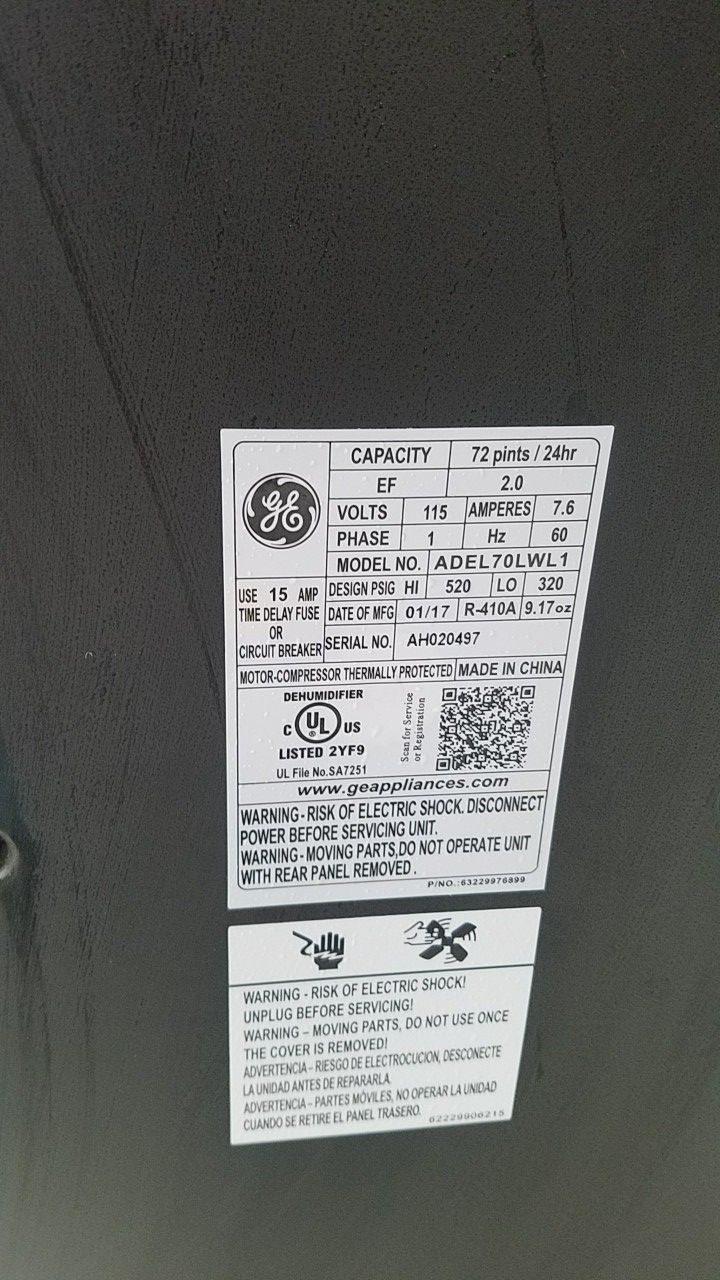 GE
CAPACITY 72 pints / 24hr
EF 2.0
VOLTS 115 AMPERES 7.6
PHASE 1 Hz 60
MODEL NO. ADEL70LWL1
USE 15 AMP
TIME DELAY FUSE
OR
CIRCUIT BREAKER
DESIGN PSIG HI 520 LO 320
DATE OF MFG 01/17 R-410A 9.17oz
SERIAL NO. AH020497
MOTOR-COMPRESSOR THERMALLY PROTECTED MADE IN CHINA
DEHUMIDIFIER
C UL US
®
LISTED 2YF9
UL File No.SA7251
Scan for Service
or Registration
www.geappliances.com
WARNING-RISK OF ELECTRIC SHOCK. DISCONNECT
POWER BEFORE SERVICING UNIT.
WARNING-MOVING PARTS,DO NOT OPERATE UNIT
WITH REAR PANEL REMOVED .
P/NO.:63229976899
WARNING - RISK OF ELECTRIC SHOCK!
UNPLUG BEFORE SERVICING!
WARNING – MOVING PARTS, DO NOT USE ONCE
THE COVER IS REMOVED!
ADVERTENCIA – RIESGO DE ELECTROCUCION, DESCONECTE
LA UNIDAD ANTES DE REPARARLA.
ADVERTENCIA – PARTES MÓVILES, NO OPERAR LA UNIDAD
CUANDO SE RETIRE EL PANEL TRASERO.
62229906215